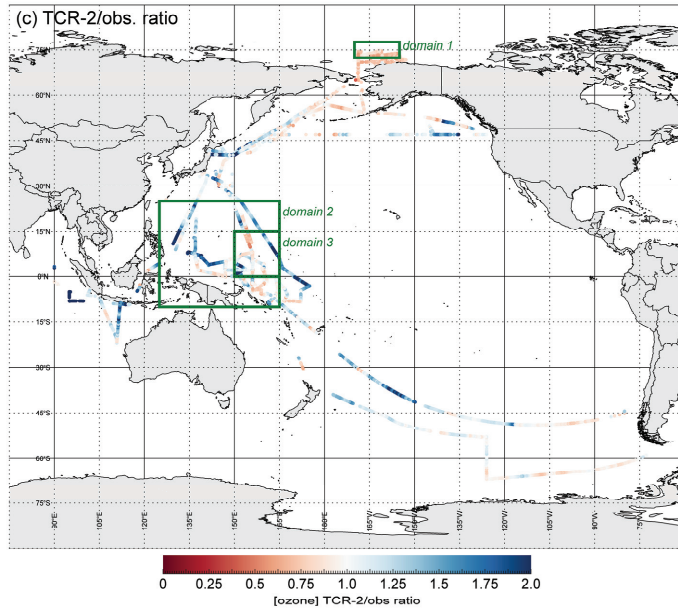 (c) TCR-2/obs. ratio
75°N
domain 1
60°N
45°N
30°N
domain 2
15°N
domain 3
0°N
15°S
30°S
45°S
60°S
75°S
90°E 105°E 120°E 135°E 150°E 165°E 180°E 165°W 150°W 135°W 120°W 105°W 90°W 75°W
0 0.25 0.5 0.75 1.0 1.25 1.5 1.75 2.0
[ozone] TCR-2/obs ratio